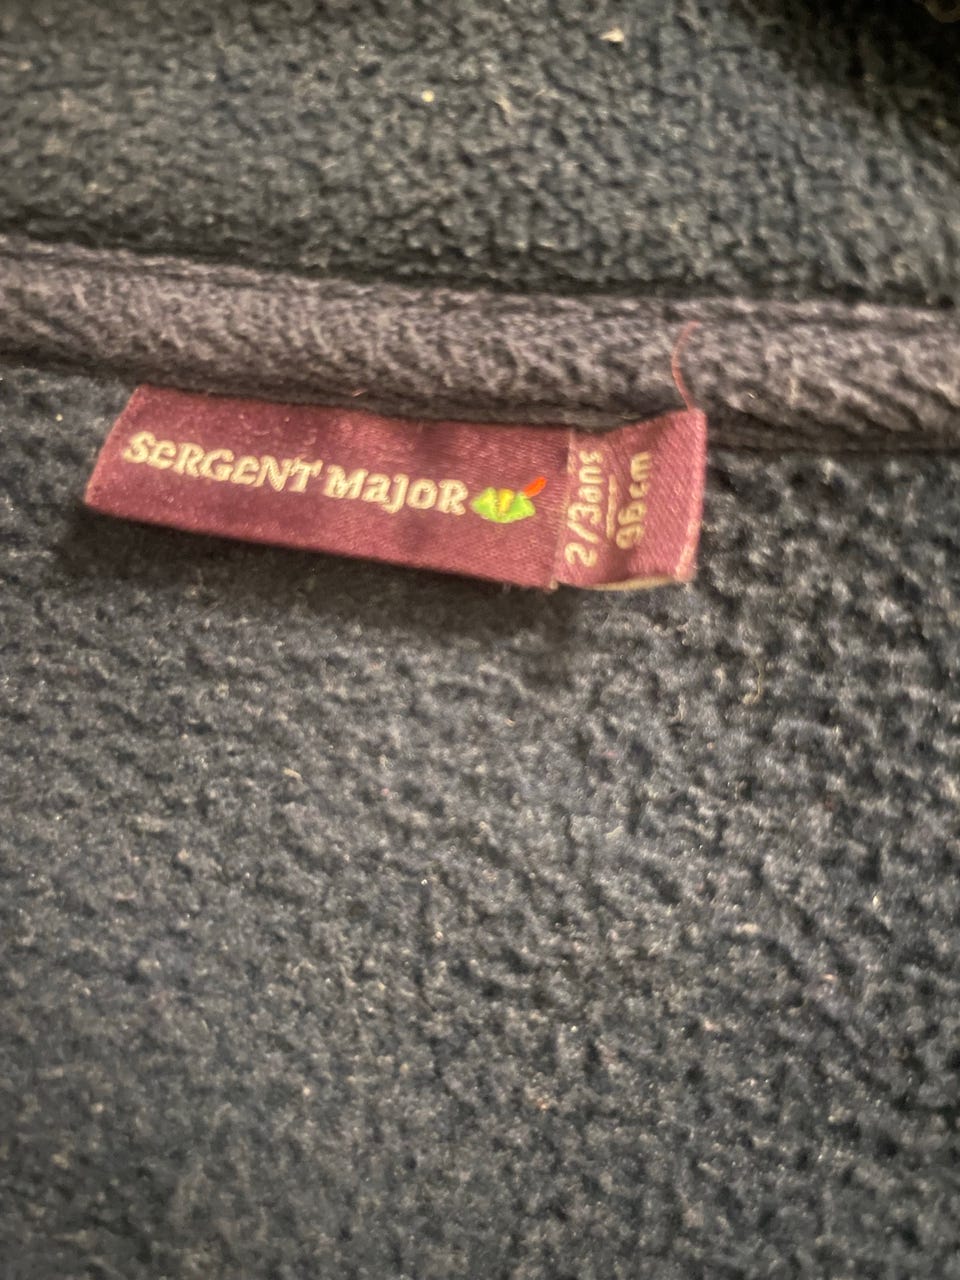 SeRGeNT MajoR
2/3ans
96cm